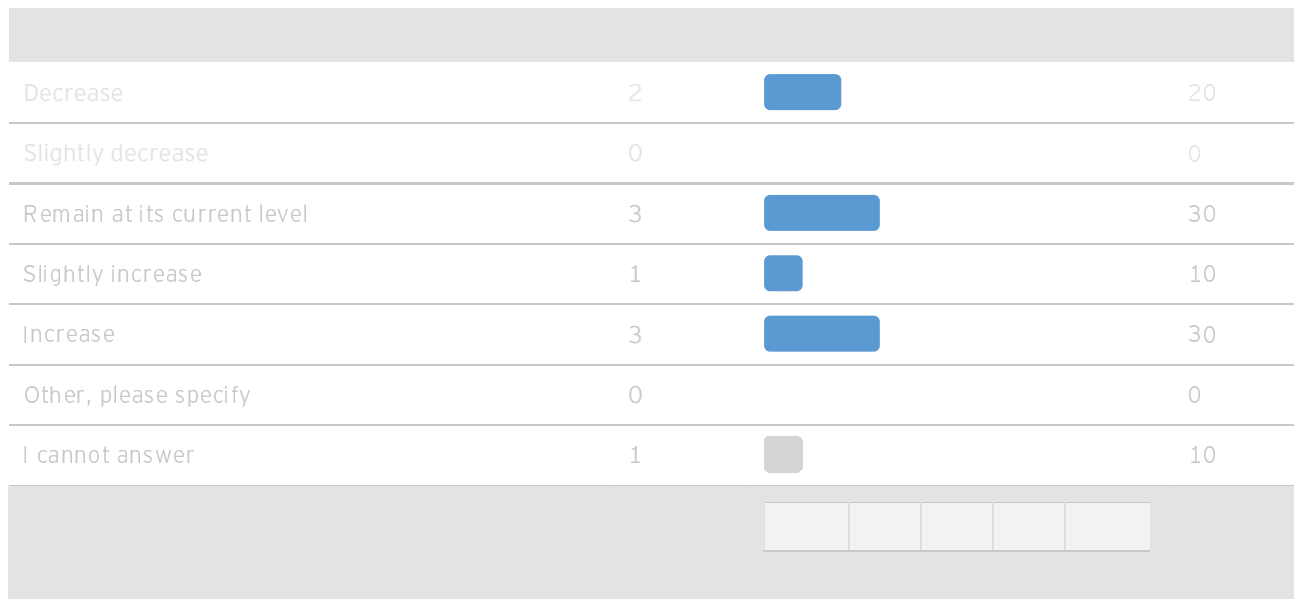 Decrease 2 20
Slightly decrease 0 0
Remain at its current level 3 30
Slightly increase 1 10
Increase 3 30
Other, please specify 0 0
I cannot answer 1 10